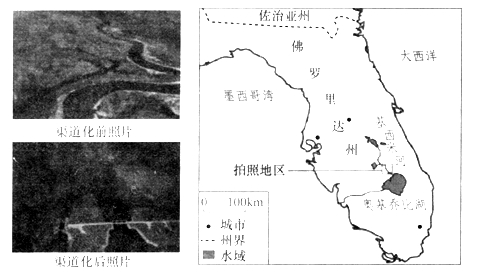 渠道化前照片
渠道化后照片
佐治亚州
佛
罗
里
达
州
大西洋
墨西哥湾
基
西
米
河
拍照地区
奥基乔比湖
0 100km
城市
州界
水域